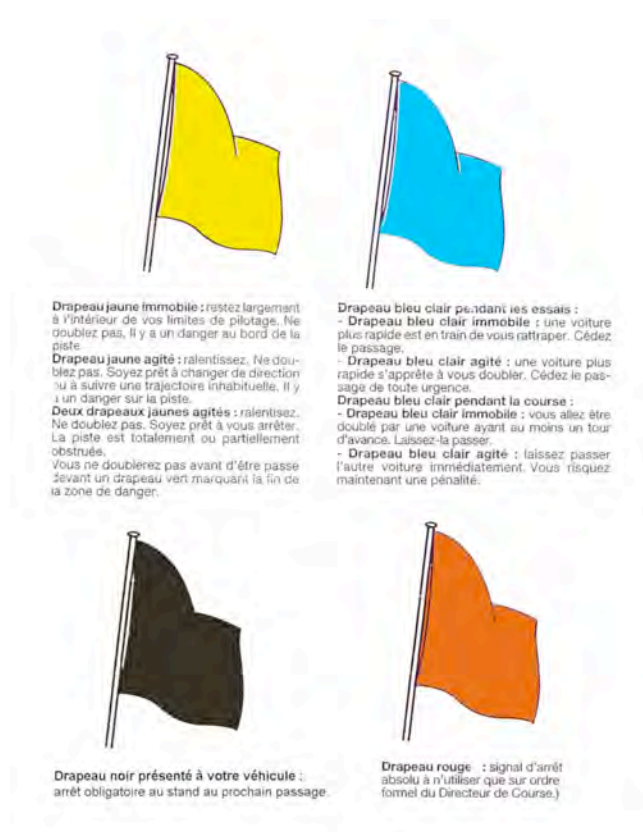 Drapeau jaune immobile : restez largement
à l'intérieur de vos limites de pilotage. Ne
doublez pas. Il y a un danger au bord de la
piste.
Drapeau jaune agité : ralentissez. Ne dou-
blez pas. Soyez prêt à changer de direction
ou à suivre une trajectoire inhabituelle. Il y
a un danger sur la piste.
Deux drapeaux jaunes agités : ralentisez.
Ne doublez pas. Soyez prêt à vous arrêter.
La piste est totalement ou partiellement
obstruée.
Vous ne doublerez pas avant d'être passe
devant un drapeau vert marquant la fin de
la zone de danger.
Drapeau bleu clair pendant les essais :
- Drapeau bleu clair immobile : une voiture
plus rapide est en train de vous rattraper. Cédez
le passage.
- Drapeau bleu clair agité : une voiture plus
rapide s'apprête à vous doubler. Cédez le pas-
sage de toute urgence.
Drapeau bleu clair pendant la course :
- Drapeau bleu clair immobile : vous allez être
doublé par une voiture ayant au moins un tour
d'avance. Laissez-la passer.
- Drapeau bleu clair agité : laissez passer
l'autre voiture immédiatement. Vous risquez
maintenant une pénalité.
Drapeau noir présenté à votre véhicule :
arrêt obligatoire au stand au prochain passage.
Drapeau rouge : signal d'arrêt
absolu à n'utiliser que sur ordre
formel du Directeur de Course.)